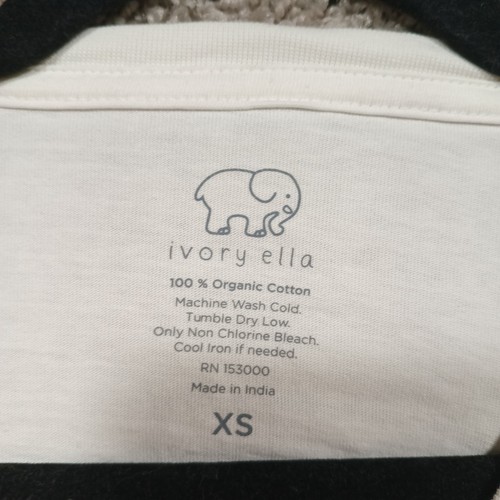 ivory ella
100 % Organic Cotton
Machine Wash Cold.
Tumble Dry Low.
Only Non Chlorine Bleach.
Cool Iron if needed.
RN 153000
Made in India
XS